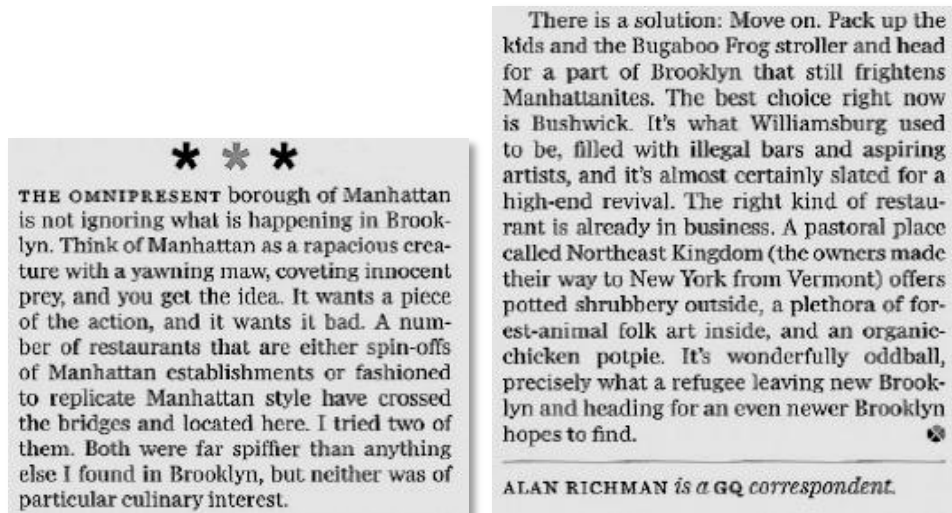 * * *
THE OMNIPRESENT borough of Manhattan
is not ignoring what is happening in Brook-
lyn. Think of Manhattan as a rapacious crea-
ture with a yawning maw, coveting innocent
prey, and you get the idea. It wants a piece
of the action, and it wants it bad. A num-
ber of restaurants that are either spin-offs
of Manhattan establishments or fashioned
to replicate Manhattan style have crossed
the bridges and located here. I tried two of
them. Both were far spiffier than anything
else I found in Brooklyn, but neither was of
particular culinary interest.
There is a solution: Move on. Pack up the
kids and the Bugaboo Frog stroller and head
for a part of Brooklyn that still frightens
Manhattanites. The best choice right now
is Bushwick. It's what Williamsburg used
to be, filled with illegal bars and aspiring
artists, and it's almost certainly slated for a
high-end revival. The right kind of restau-
rant is already in business. A pastoral place
called Northeast Kingdom (the owners made
their way to New York from Vermont) offers
potted shrubbery outside, a plethora of for-
est-animal folk art inside, and an organic-
chicken potpie. It's wonderfully oddball,
precisely what a refugee leaving new Brook-
lyn and heading for an even newer Brooklyn
hopes to find.
ALAN RICHMAN is a GQ correspondent.